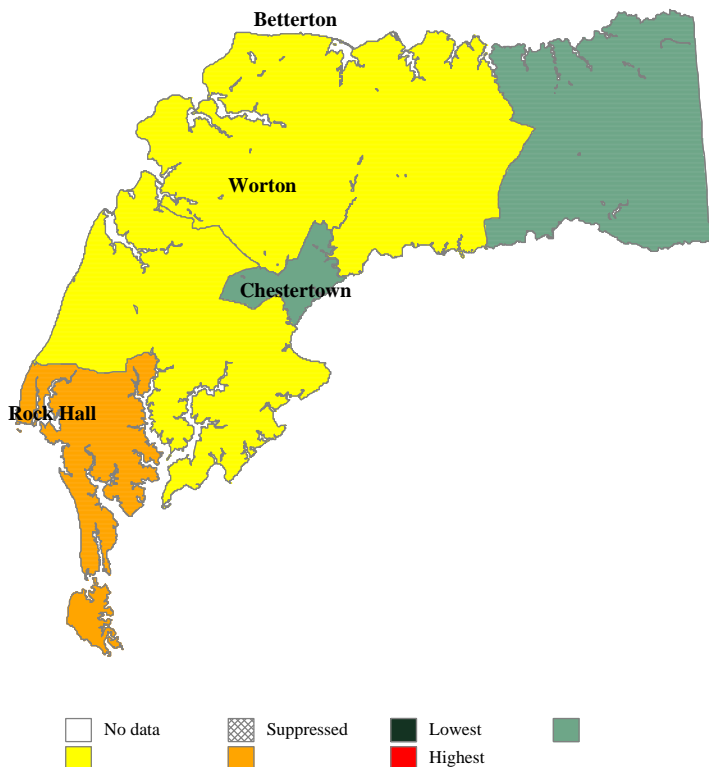 Betterton
Worton
Chestertown
Rock Hall
No data Suppressed Lowest
Highest